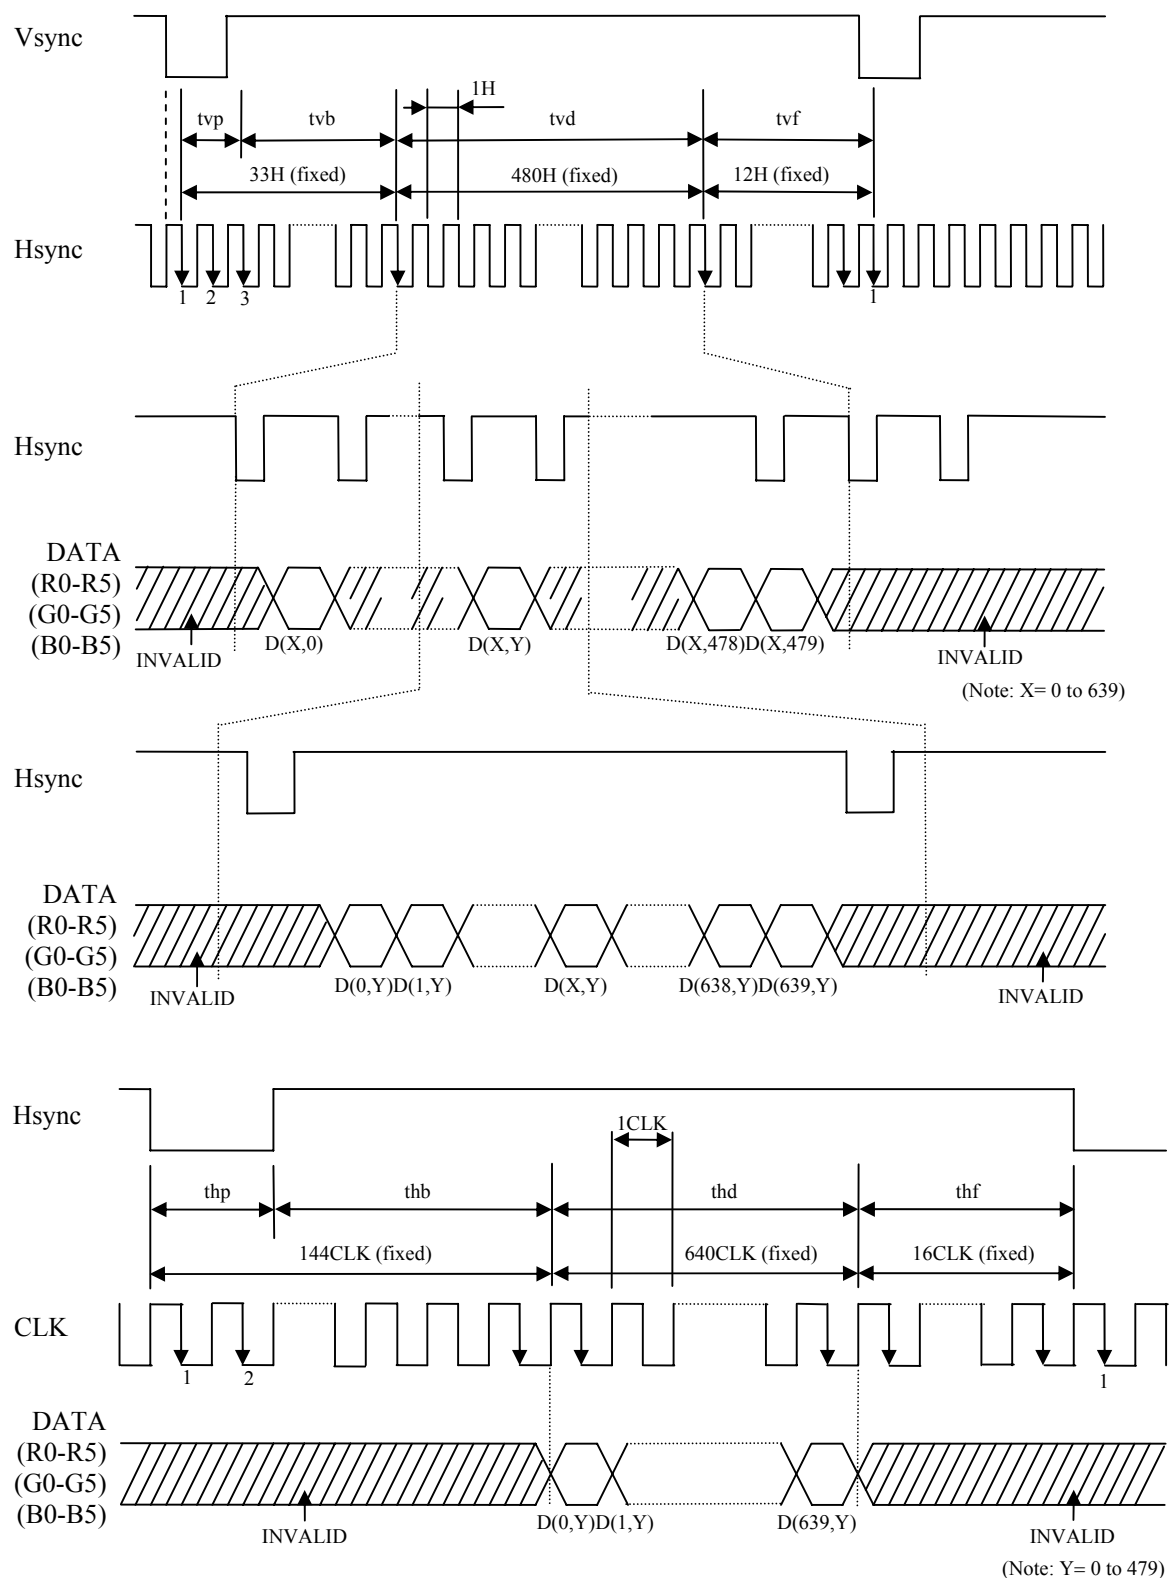 Vsync
1H
tvp
tvb
tvd
tvf
33H (fixed)
480H (fixed)
12H (fixed)
Hsync
1
2
3
1
Hsync
DATA
(R0-R5)
(G0-G5)
(B0-B5)
INVALID
D(X,0)
D(X,Y)
D(X,478)D(X,479)
INVALID
(Note: X= 0 to 639)
Hsync
DATA
(R0-R5)
(G0-G5)
(B0-B5)
INVALID
D(0,Y)D(1,Y)
D(X,Y)
D(638,Y)D(639,Y)
INVALID
Hsync
1CLK
thp
thb
thd
thf
144CLK (fixed)
640CLK (fixed)
16CLK (fixed)
CLK
1
2
1
DATA
(R0-R5)
(G0-G5)
(B0-B5)
INVALID
D(0,Y)D(1,Y)
D(639,Y)
INVALID
(Note: Y= 0 to 479)